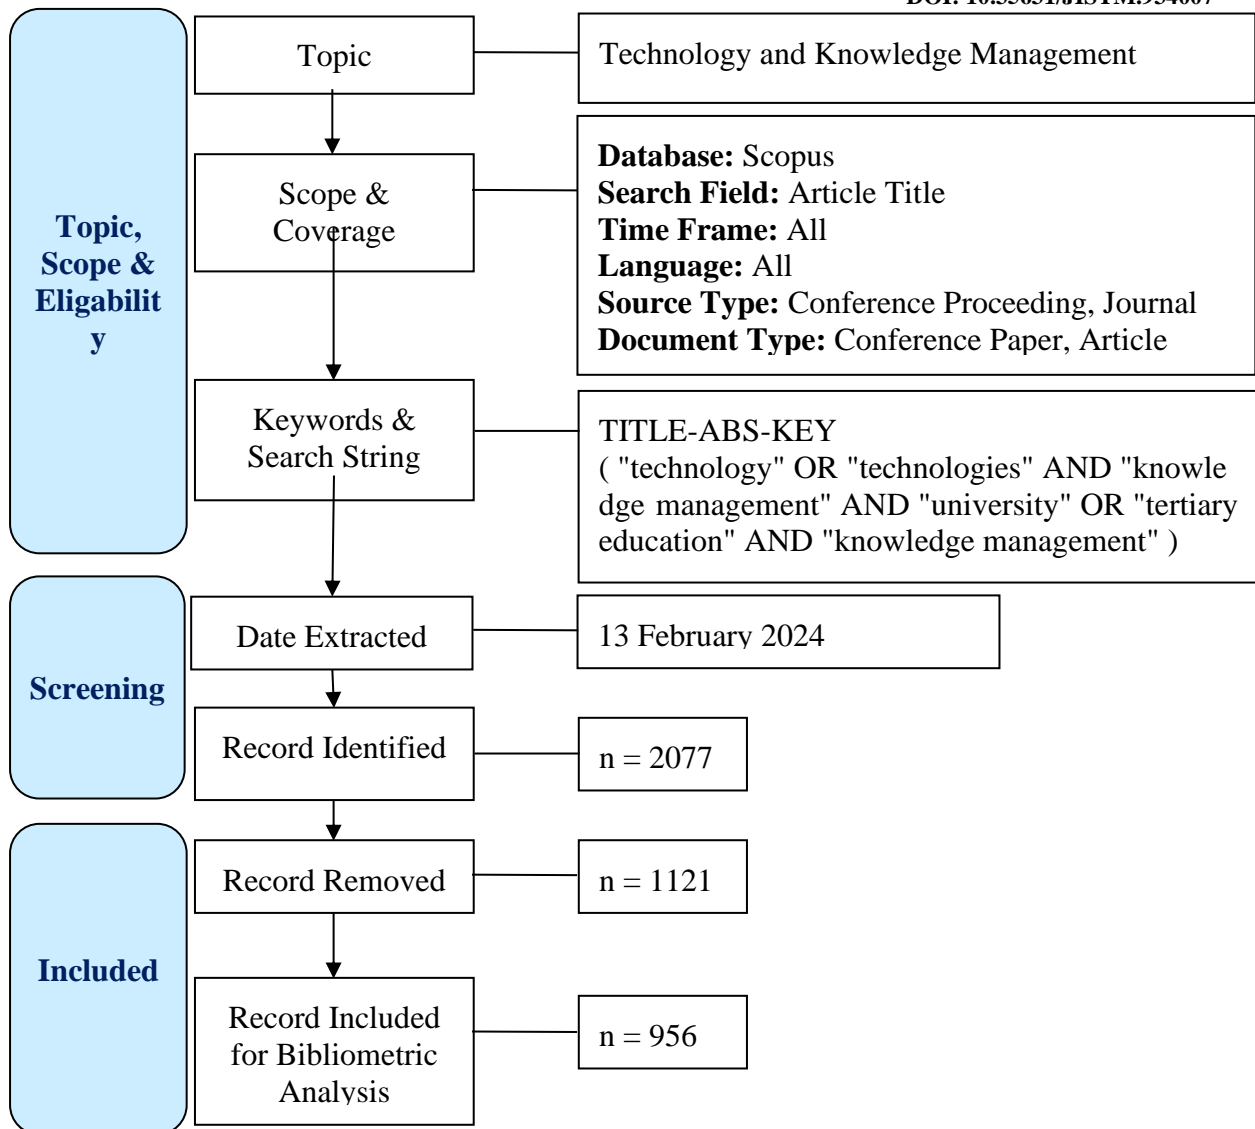 Topic,
Scope &
Eligabilit
y
Topic
Technology and Knowledge Management
Scope &
Coverage
Database: Scopus
Search Field: Article Title
Time Frame: All
Language: All
Source Type: Conference Proceeding, Journal
Document Type: Conference Paper, Article
Keywords &
Search String
TITLE-ABS-KEY
( "technology" OR "technologies" AND "knowle
dge management" AND "university" OR "tertiary
education" AND "knowledge management" )
Screening
Date Extracted
13 February 2024
Record Identified
n = 2077
Included
Record Removed
n = 1121
Record Included
for Bibliometric
Analysis
n = 956